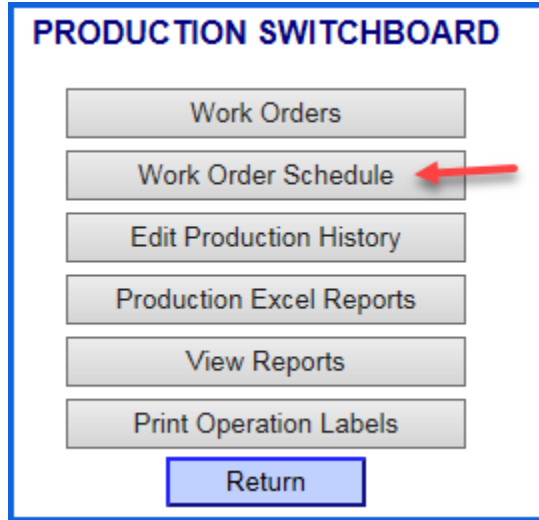 PRODUCTION SWITCHBOARD
Work Orders
Work Order Schedule
Edit Production History
Production Excel Reports
View Reports
Print Operation Labels
Return